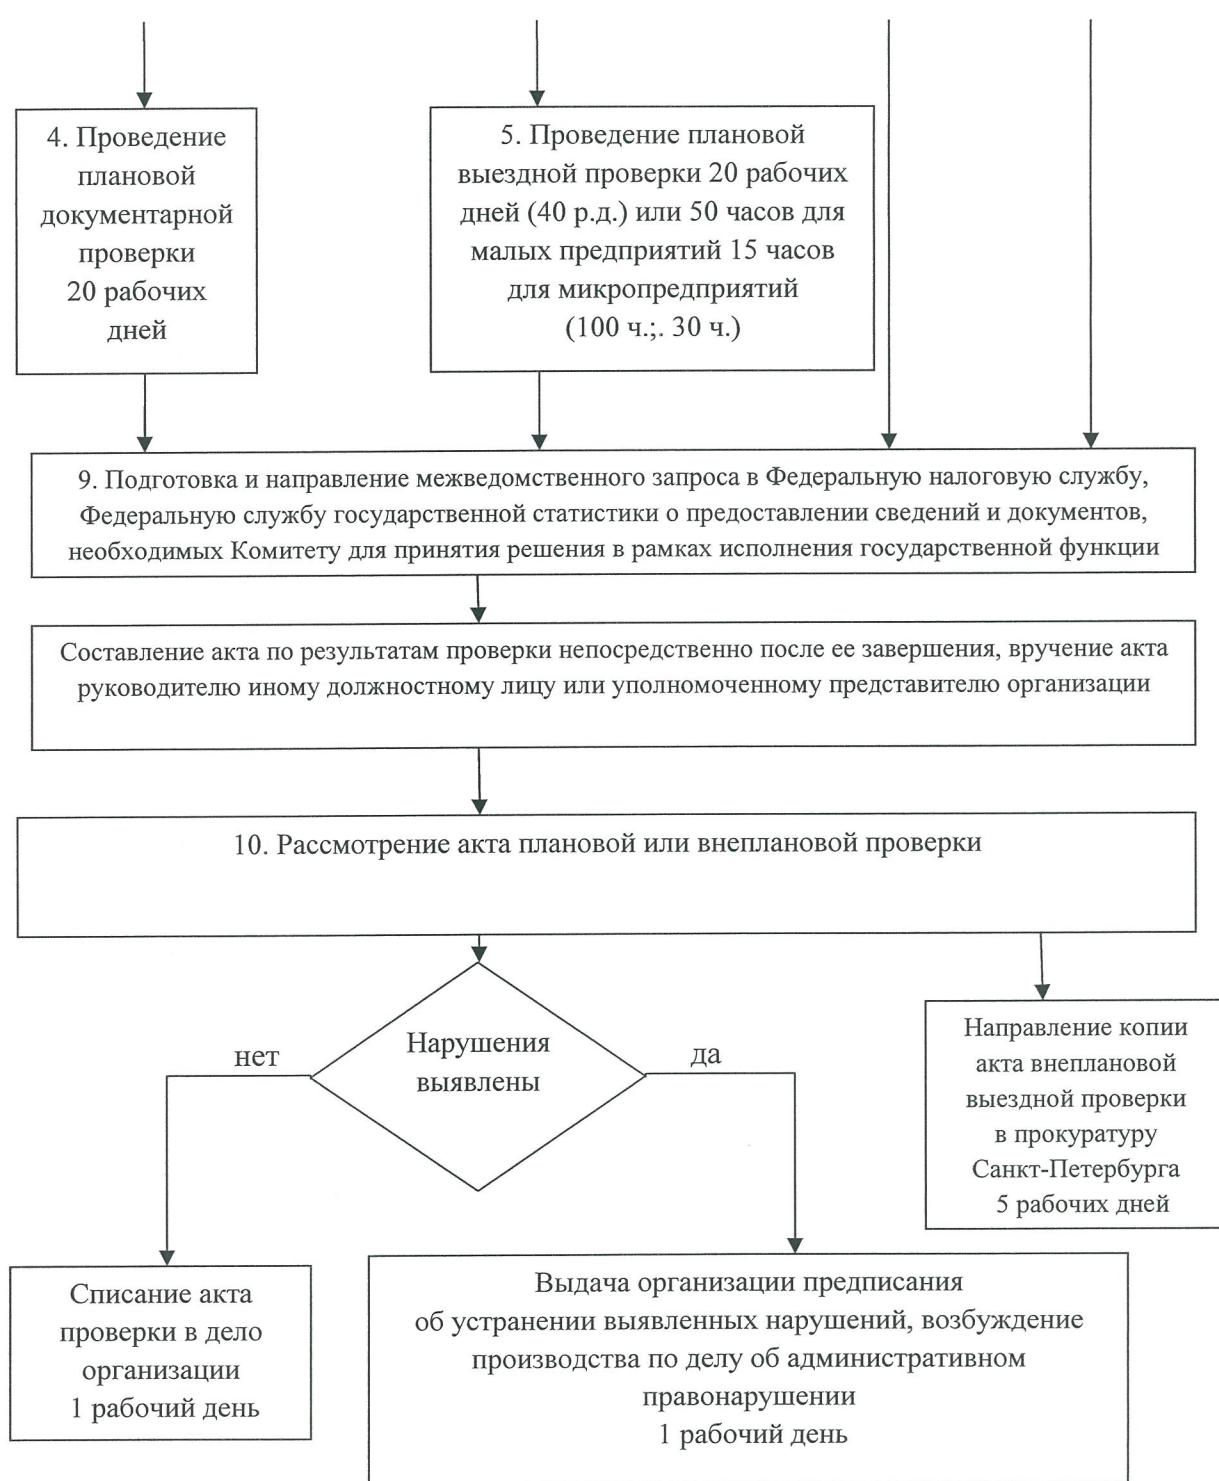 4. Проведение
плановой
документарной
проверки
20 рабочих
дней
5. Проведение плановой
выездной проверки 20 рабочих
дней (40 р.д.) или 50 часов для
малых предприятий 15 часов
для микропредприятий
(100 ч.;. 30 ч.)
9. Подготовка и направление межведомственного запроса в Федеральную налоговую службу,
Федеральную службу государственной статистики о предоставлении сведений и документов,
необходимых Комитету для принятия решения в рамках исполнения государственной функции
Составление акта по результатам проверки непосредственно после ее завершения, вручение акта
руководителю иному должностному лицу или уполномоченному представителю организации
10. Рассмотрение акта плановой или внеплановой проверки
Нарушения
выявлены
нет
да
Направление копии
акта внеплановой
выездной проверки
в прокуратуру
Санкт-Петербурга
5 рабочих дней
Списание акта
проверки в дело
организации
1 рабочий день
Выдача организации предписания
об устранении выявленных нарушений, возбуждение
производства по делу об административном
правонарушении
1 рабочий день